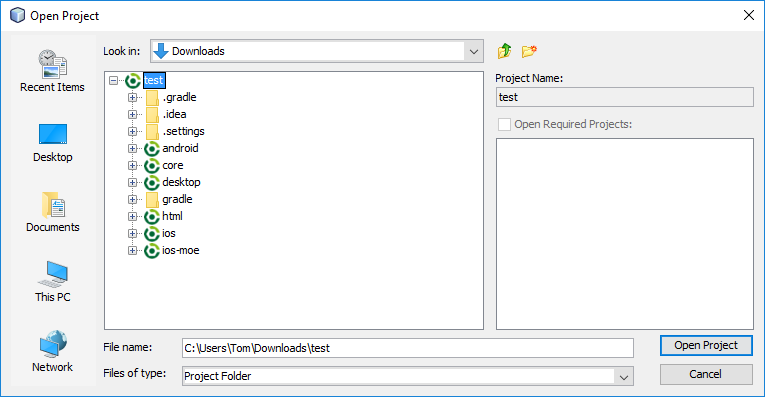 Open Project
Look in:
Downloads
Recent Items
Desktop
Documents
This PC
Network
test
.gradle
.idea
.settings
android
core
desktop
gradle
html
ios
ios-moe
Project Name:
test
Open Required Projects:
File name:
C:\Users\Tom\Downloads\test
Open Project
Files of type:
Project Folder
Cancel